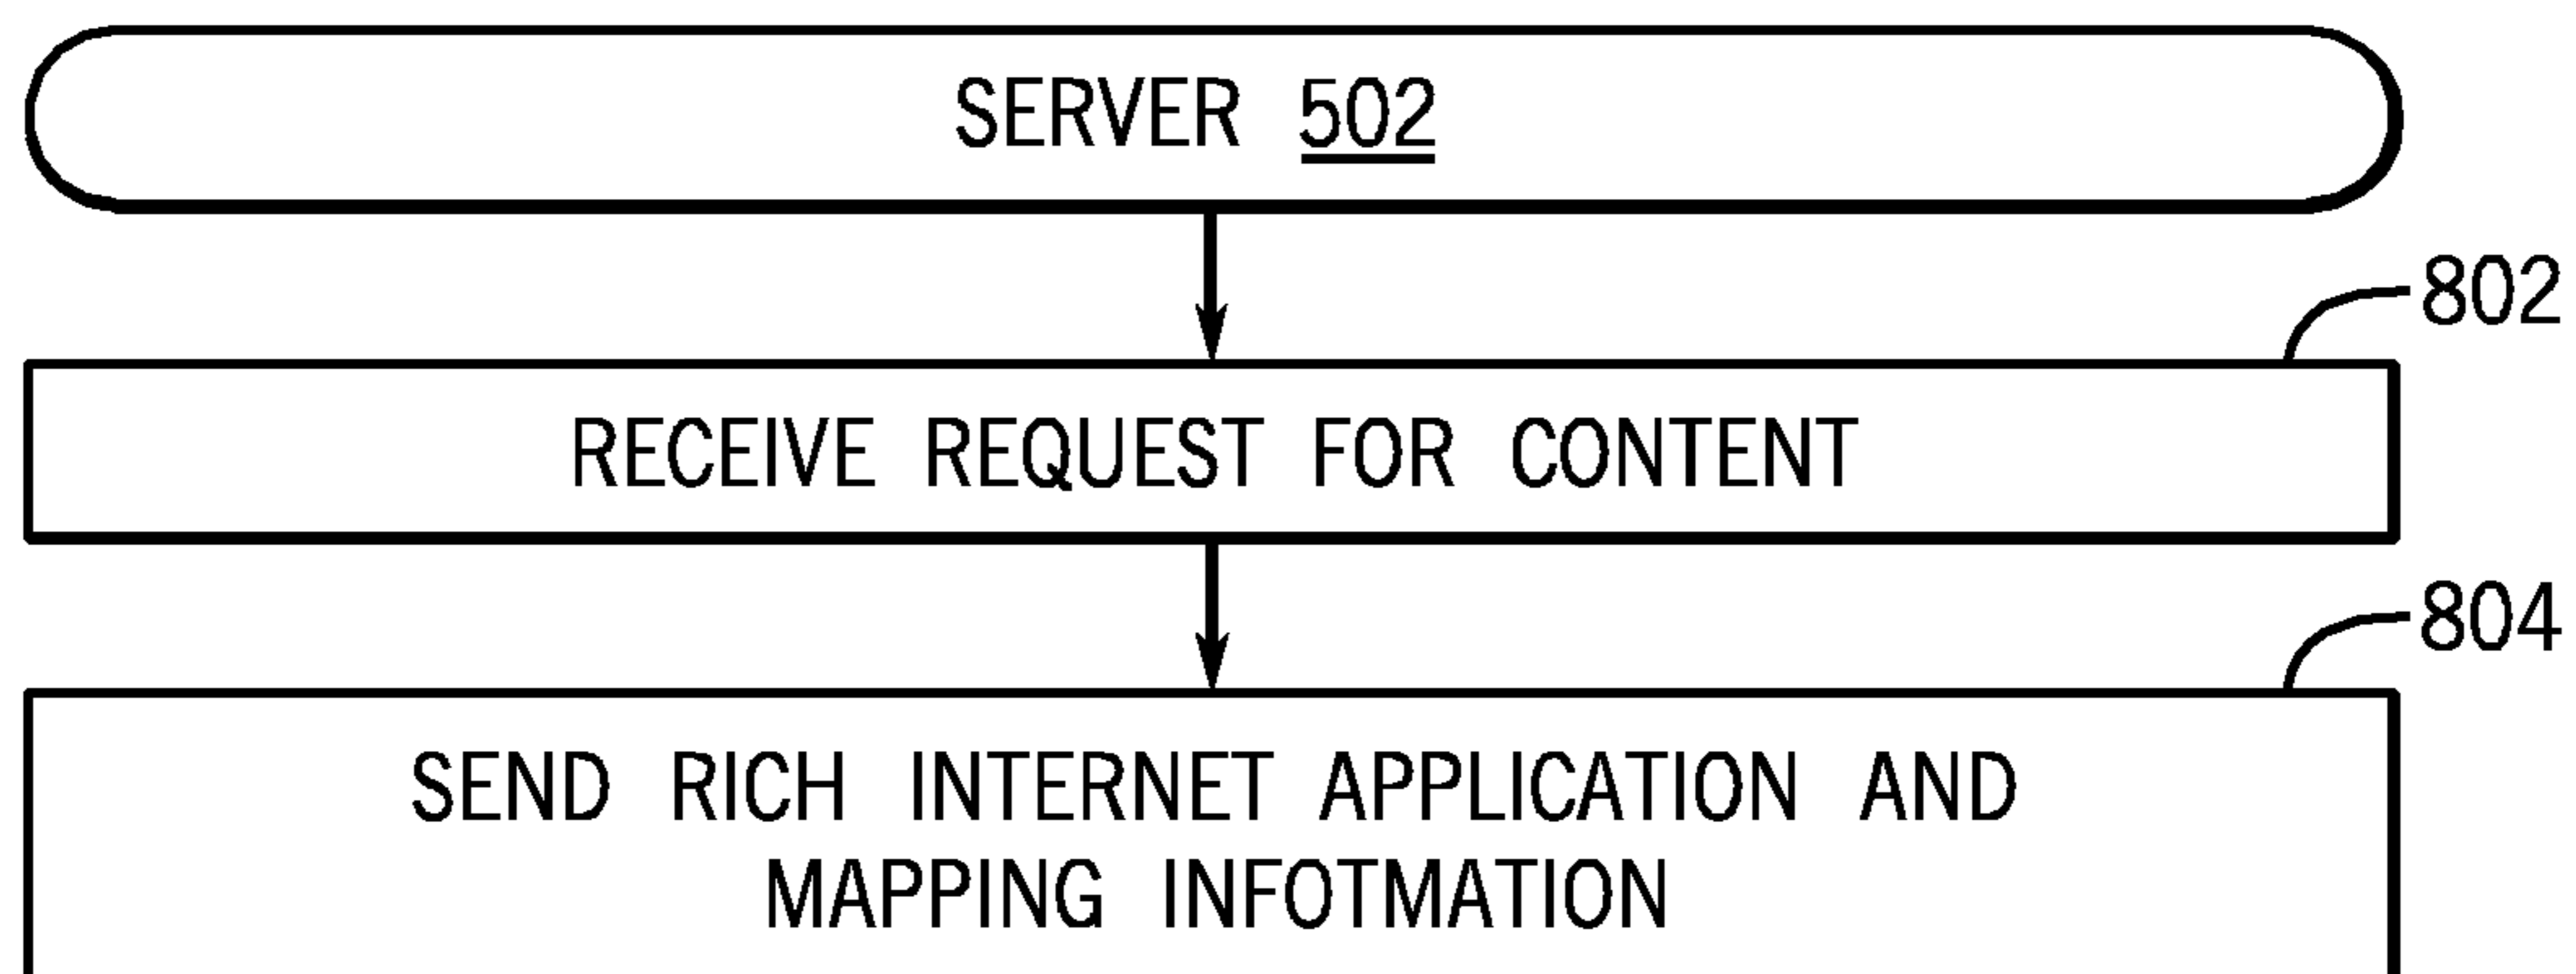 SERVER 502
802
RECEIVE REQUEST FOR CONTENT
804
SEND RICH INTERNET APPLICATION AND
MAPPING INFOTMATION